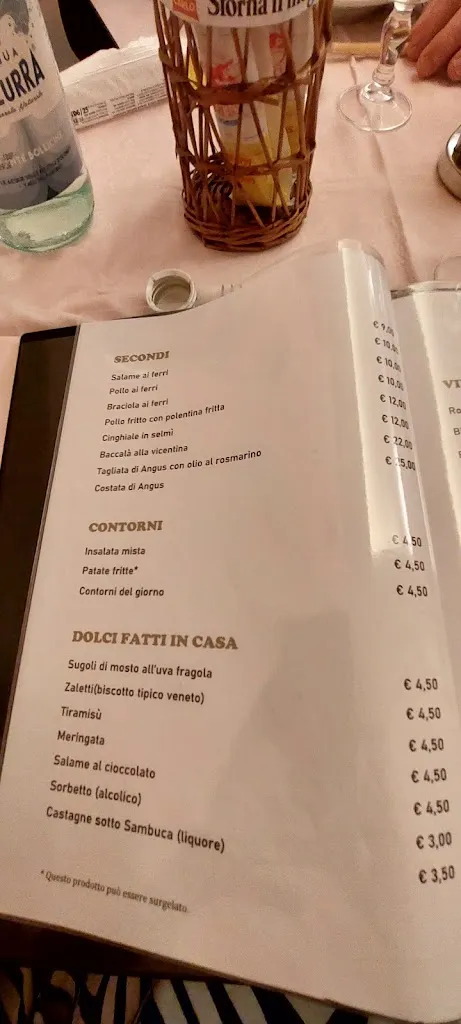 URRA
Storna il
SECONDI
Salame ai ferri € 9,00
Pollo ai ferri € 10,00
Braciola ai ferri € 10,00
Pollo fritto con polentina fritta € 10,00
Cinghiale in selmì € 12,00
Baccalà alla vicentina € 12,00
Tagliata di Angus con olio al rosmarino € 22,00
Costata di Angus €
CONTORNI
Insalata mista € 4,50
Patate fritte* € 4,50
Contorni del giorno € 4,50
DOLCI FATTI IN CASA
Sugoli di mosto all'uva fragola € 4,50
Zaletti(biscotto tipico veneto) € 4,50
Tiramisù € 4,50
Meringata € 4,50
Salame al cioccolato € 4,50
Sorbetto (alcolico) € 3,00
Castagne sotto Sambuca (liquore) € 3,50
* Questo prodotto può essere surgelato.
VI